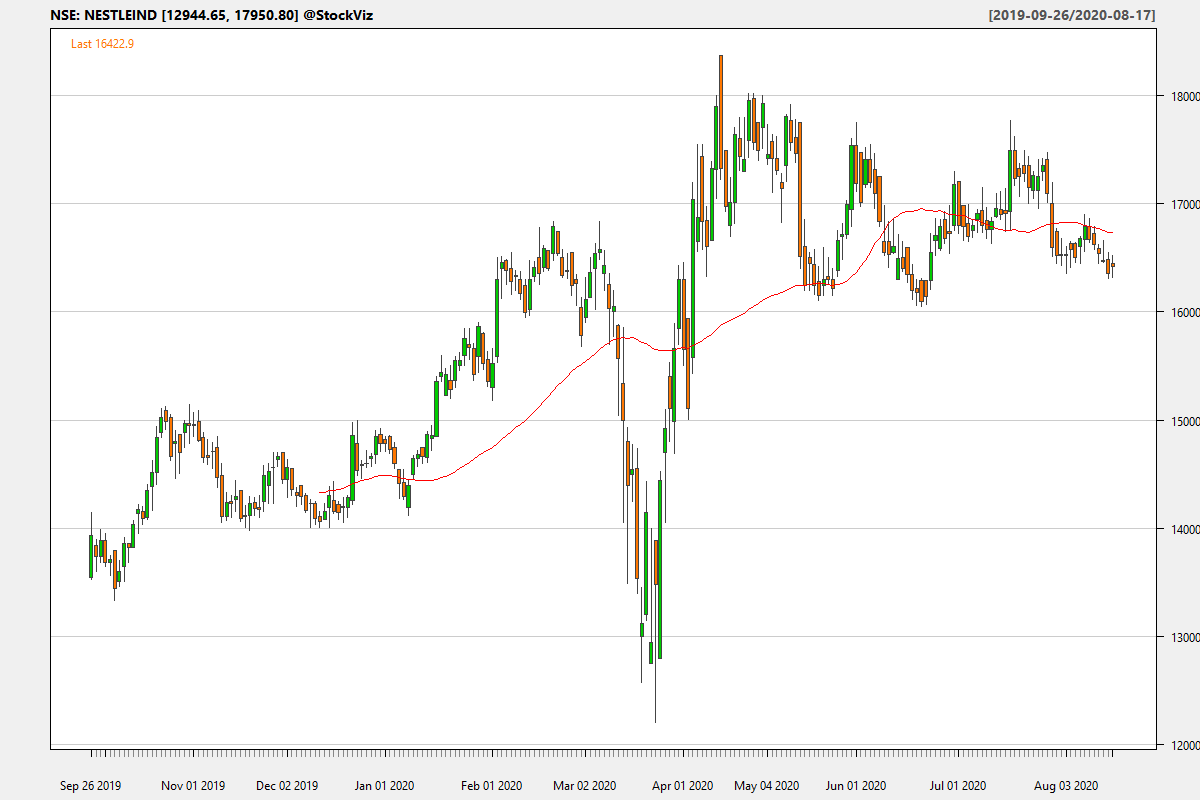 NSE: NESTLEIND [12944.65, 17950.80] @StockViz
[2019-09-26/2020-08-17]
Last 16422.9
18000
17000
16000
15000
14000
13000
12000
Sep 26 2019
Nov 01 2019
Dec 02 2019
Jan 01 2020
Feb 01 2020
Mar 02 2020
Apr 01 2020
May 04 2020
Jun 01 2020
Jul 01 2020
Aug 03 2020